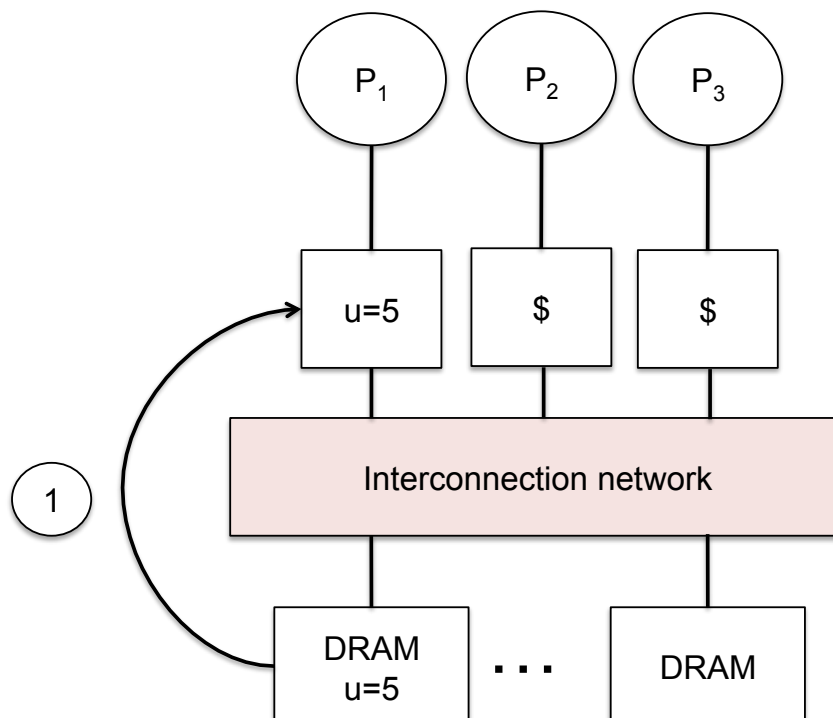 P₁
P₂
P₃
u=5
$
$
Interconnection network
1
DRAM
u=5
...
DRAM